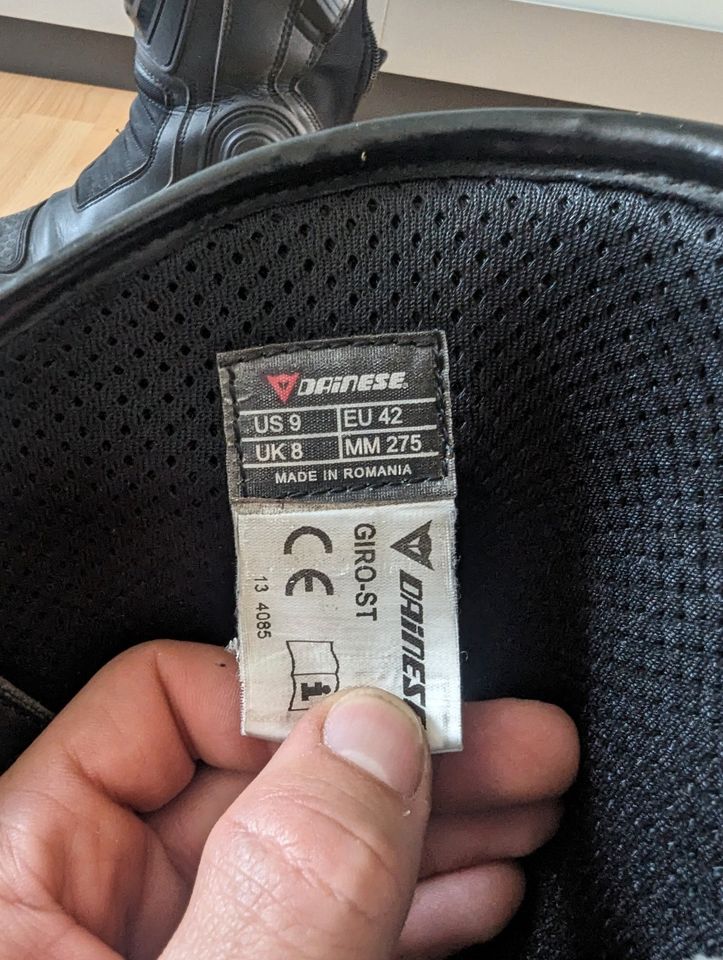 DAINESE
US 9 EU 42
UK 8 MM 275
MADE IN ROMANIA
DAINESE
GIRO-ST
CE
13 4085
i